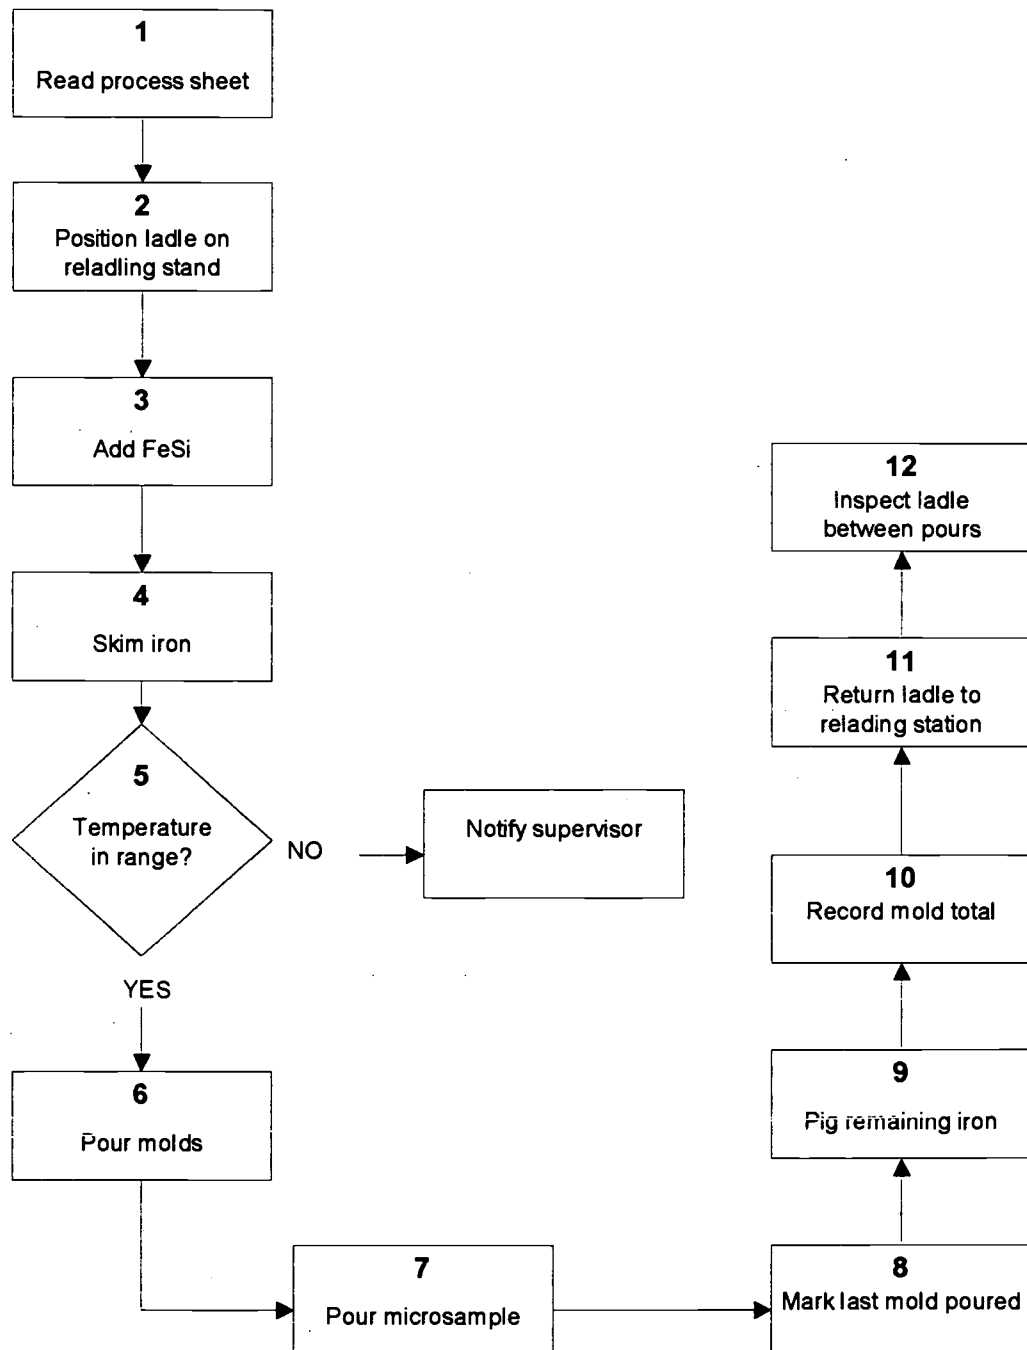 1
Read process sheet
2
Position ladle on
reladling stand
3
Add FeSi
4
Skim iron
5
Temperature
in range?
NO
Notify supervisor
YES
6
Pour molds
7
Pour microsample
8
Mark last mold poured
9
Pig remaining iron
10
Record mold total
11
Return ladle to
relading station
12
Inspect ladle
between pours